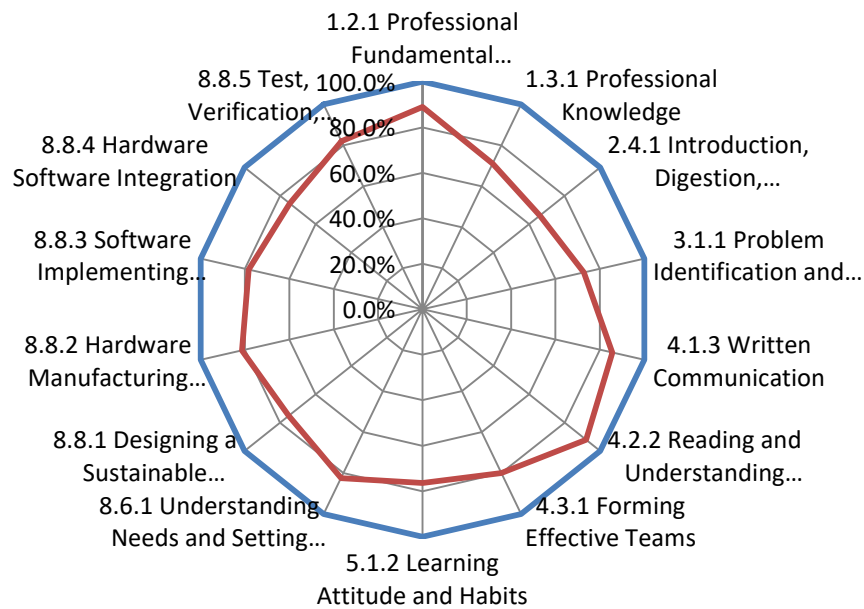 1.2.1 Professional
Fundamental...
1.3.1 Professional
Knowledge
2.4.1 Introduction,
Digestion,...
3.1.1 Problem
Identification and...
4.1.3 Written
Communication
4.2.2 Reading and
Understanding...
4.3.1 Forming
Effective Teams
5.1.2 Learning
Attitude and Habits
8.6.1 Understanding
Needs and Setting...
8.8.1 Designing a
Sustainable...
8.8.2 Hardware
Manufacturing...
8.8.3 Software
Implementing...
8.8.4 Hardware
Software Integration
8.8.5 Test,
Verification,...
100.0%
80.0%
60.0%
40.0%
20.0%
0.0%